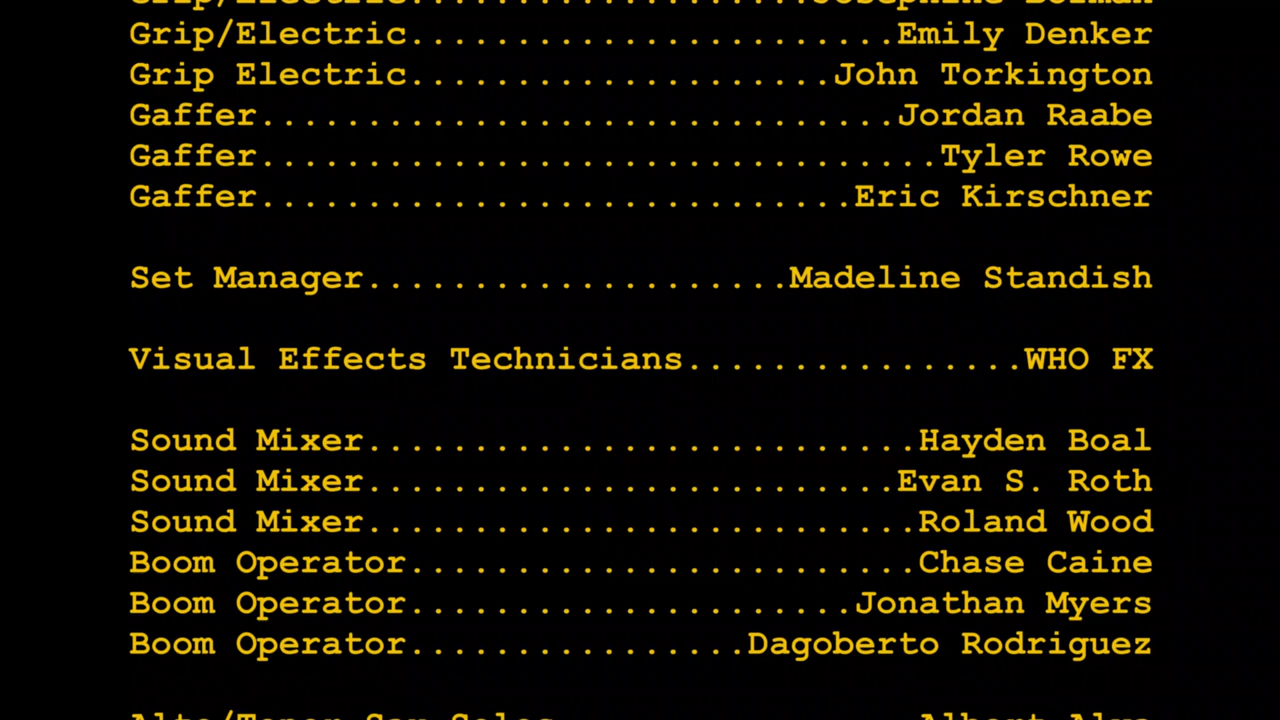 Grip/Electric.......................Emily Denker
Grip Electric....................John Torkington
Gaffer..............................Jordan Raabe
Gaffer................................Tyler Rowe
Gaffer............................Eric Kirschner
Set Manager....................Madeline Standish
Visual Effects Technicians................WHO FX
Sound Mixer..........................Hayden Boal
Sound Mixer.........................Evan S. Roth
Sound Mixer..........................Roland Wood
Boom Operator........................Chase Caine
Boom Operator.....................Jonathan Myers
Boom Operator................Dagoberto Rodriguez